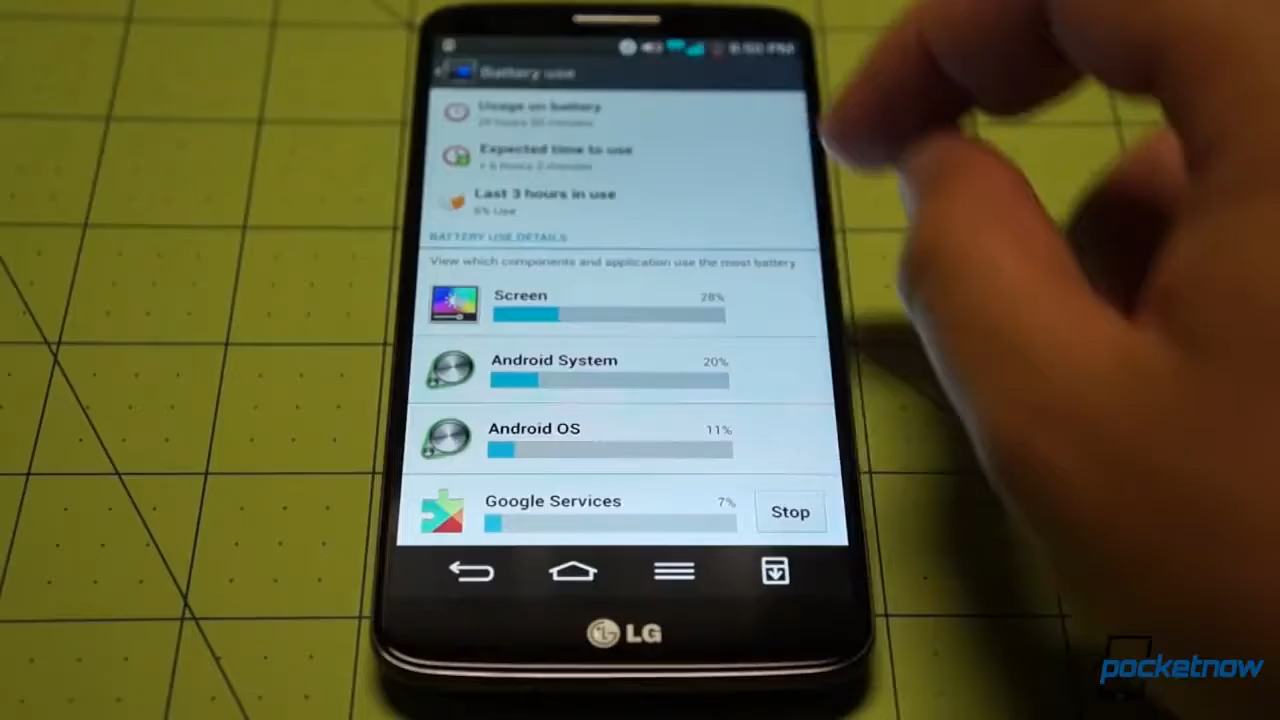 Battery use
Usage on battery
Expected time to use
Last 3 hours in use
6% Use
BATTERY USE DETAILS
View which components and application use the most battery
Screen
28%
Android System
20%
Android OS
11%
Google Services
7%
Stop
LG
pocketnow